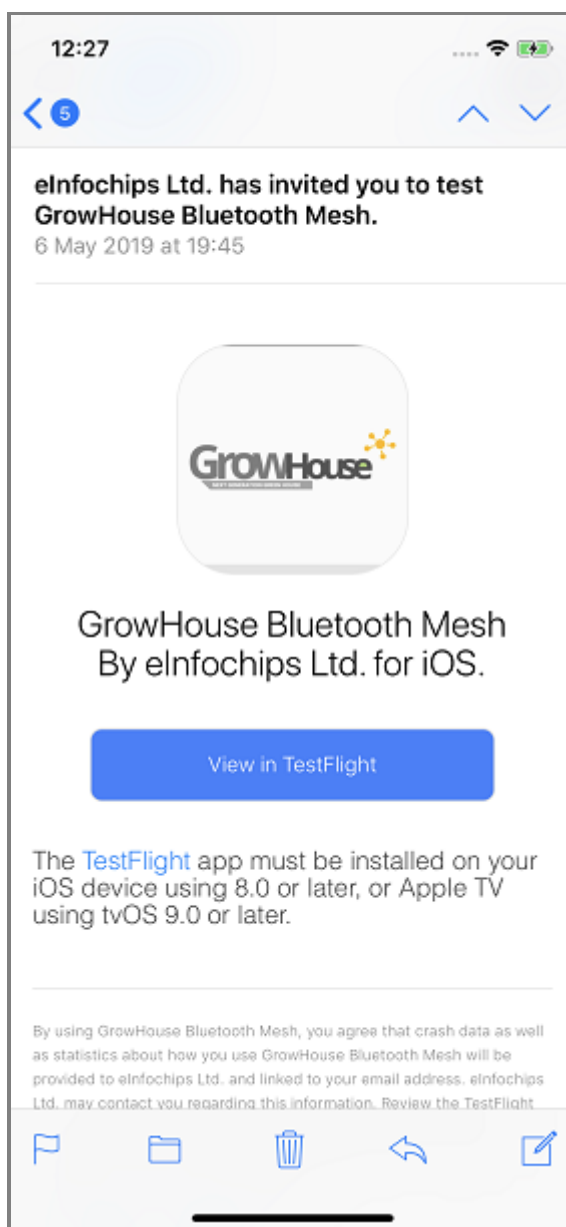 12:27
5
eInfochips Ltd. has invited you to test
GrowHouse Bluetooth Mesh.
6 May 2019 at 19:45
GrowHouse
NEXT GENERATION GREEN HOUSE
GrowHouse Bluetooth Mesh
By eInfochips Ltd. for iOS.
View in TestFlight
The TestFlight app must be installed on your
iOS device using 8.0 or later, or Apple TV
using tvOS 9.0 or later.
By using GrowHouse Bluetooth Mesh, you agree that crash data as well
as statistics about how you use GrowHouse Bluetooth Mesh will be
provided to eInfochips Ltd. and linked to your email address. eInfochips
Ltd. may contact you regarding this information. Review the TestFlight